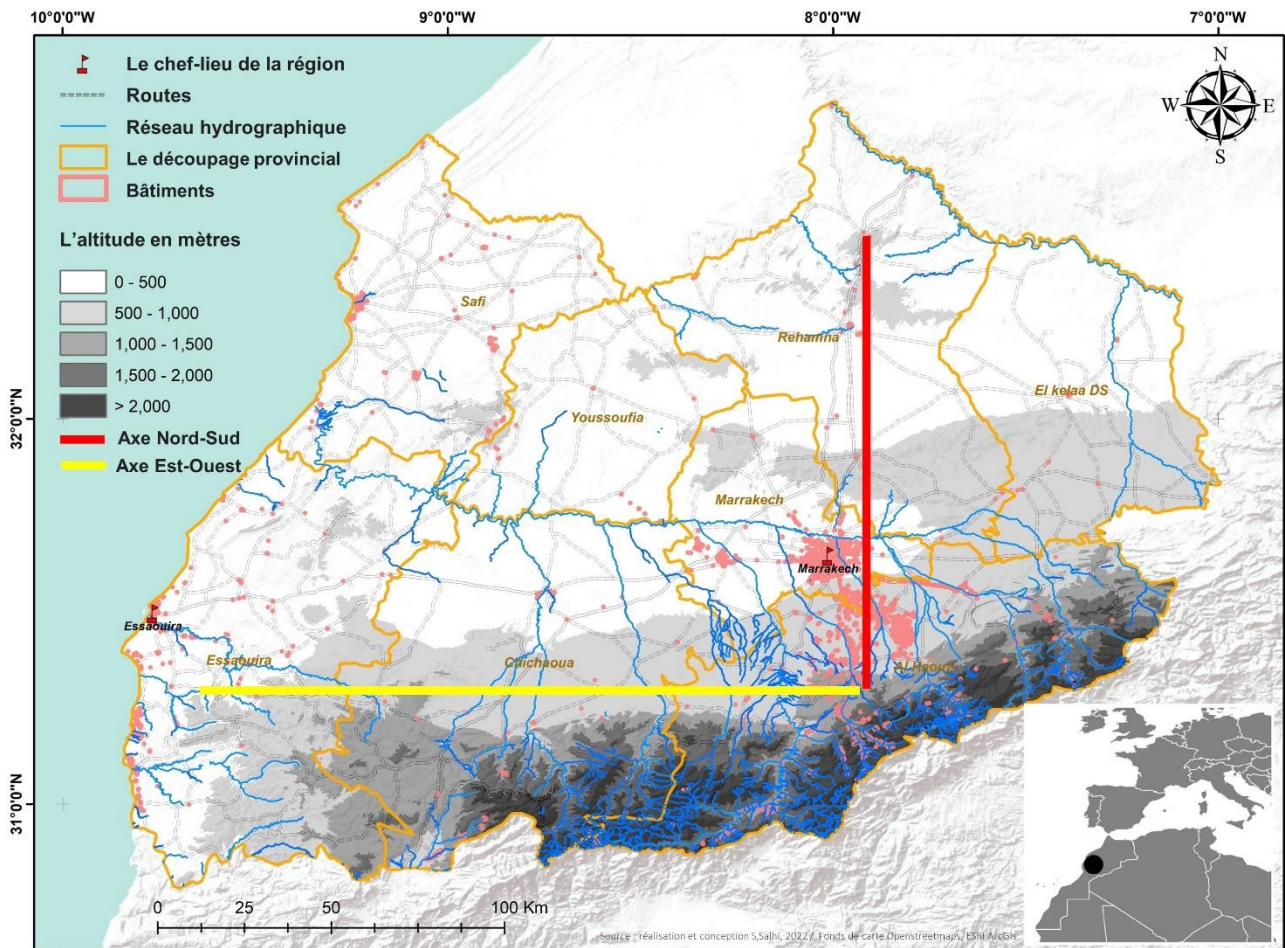 10°0'0"W 9°0'0"W 8°0'0"W 7°0'0"W
Le chef-lieu de la région
Routes
Réseau hydrographique
Le découpage provincial
Bâtiments
L'altitude en mètres
0 - 500
500 - 1,000
1,000 - 1,500
1,500 - 2,000
> 2,000
Axe Nord-Sud
Axe Est-Ouest
N
W E
S
32°0'0"N
31°0'0"N
Safi
Rehamna
El kelaa DS
Youssoufia
Marrakech
Marrakech
Essaouira
Essaouira
Chichaoua
Al Haouz
0 25 50 100 Km
Source : réalisation et conception S,Salhi, 2022 / Fonds de carte Openstreetmaps, ESRI ArcGis